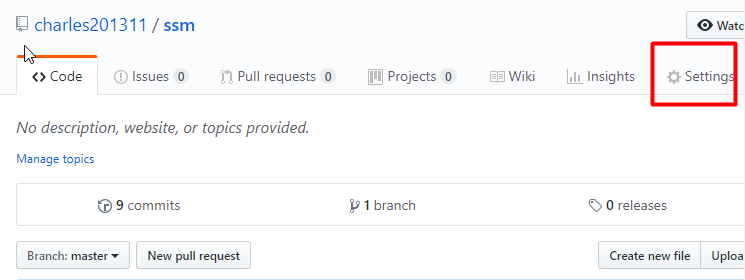 charles201311 / ssm
Watc
Code Issues 0 Pull requests 0 Projects 0 Wiki Insights Settings
No description, website, or topics provided.
Manage topics
9 commits 1 branch 0 releases
Branch: master New pull request Create new file Uploa